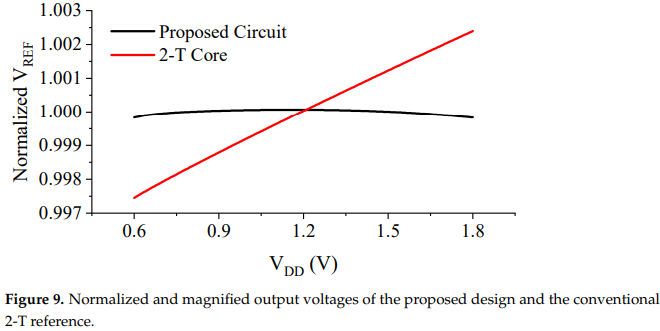 1.003
1.002
1.001
1.000
0.999
0.998
0.997
Normalized V_REF
Proposed Circuit
2-T Core
0.6 0.9 1.2 1.5 1.8
V_DD (V)
Figure 9. Normalized and magnified output voltages of the proposed design and the conventional
2-T reference.